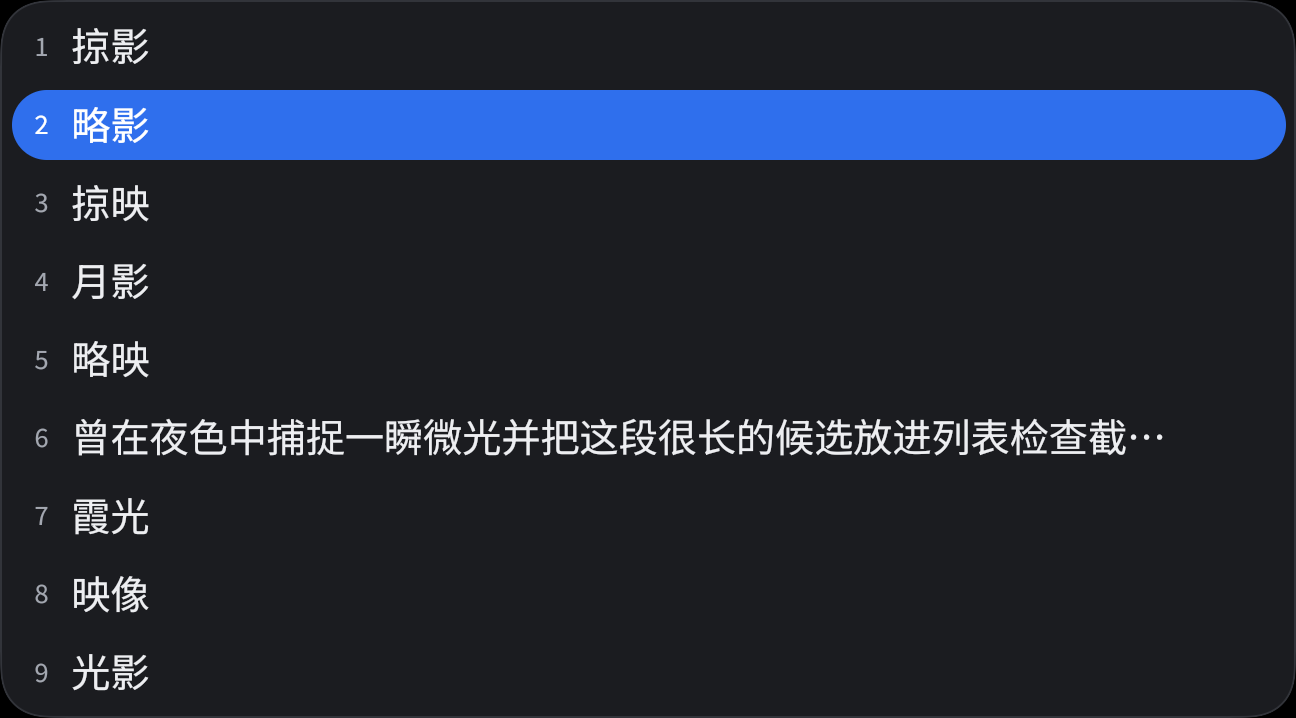 1 掠影
2 略影
3 掠映
4 月影
5 略映
6 曾在夜色中捕捉一瞬微光并把这段很长的候选放进列表检查截…
7 霞光
8 映像
9 光影